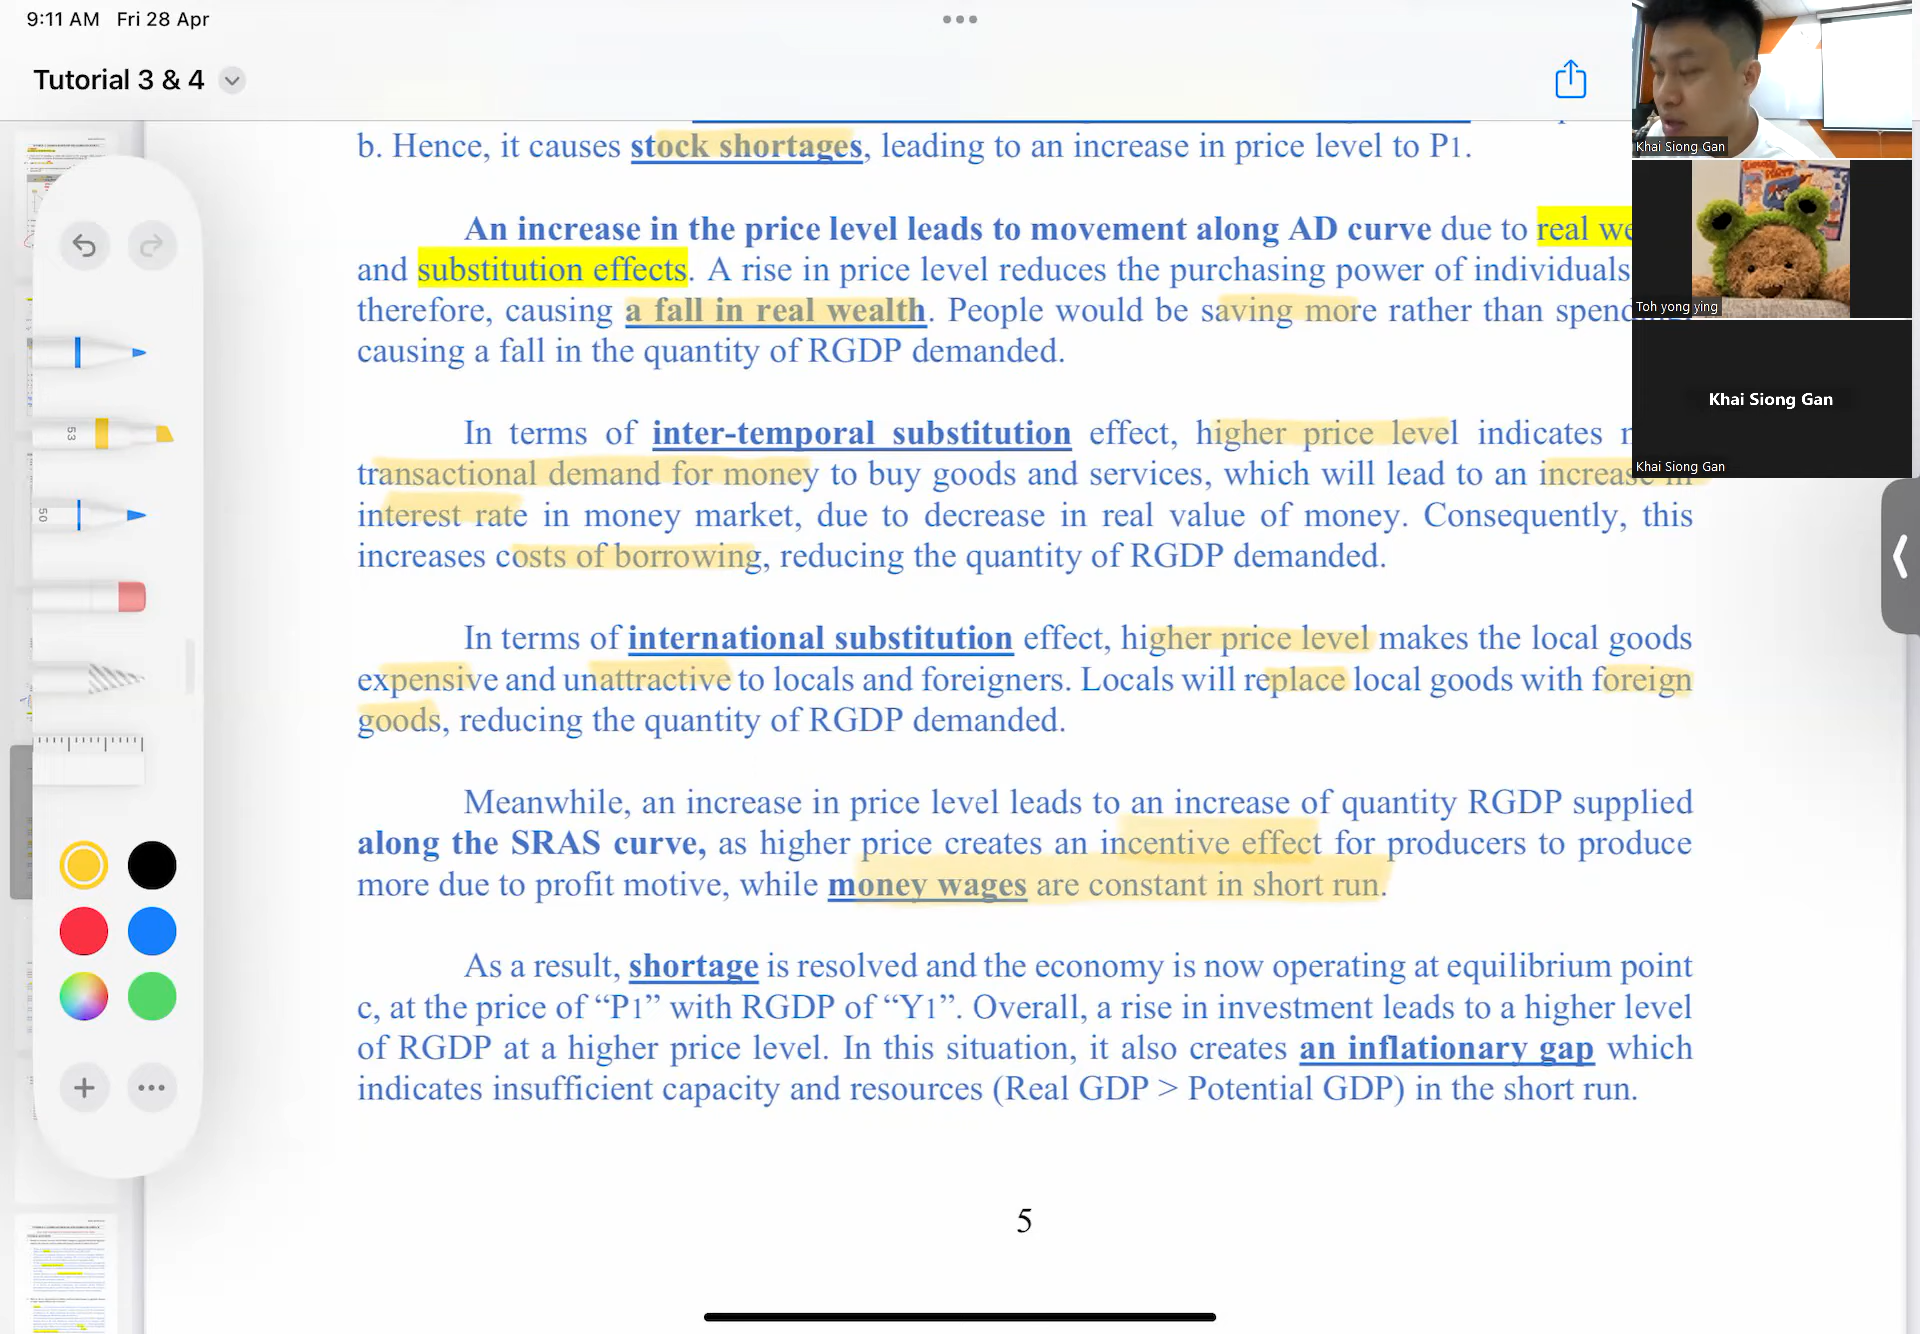 9:11 AM Fri 28 Apr
Tutorial 3 & 4
b. Hence, it causes stock shortages, leading to an increase in price level to P1.
An increase in the price level leads to movement along AD curve due to real we
and substitution effects. A rise in price level reduces the purchasing power of individuals
therefore, causing a fall in real wealth. People would be saving more rather than spend
causing a fall in the quantity of RGDP demanded.
In terms of inter-temporal substitution effect, higher price level indicates
transactional demand for money to buy goods and services, which will lead to an increase in
interest rate in money market, due to decrease in real value of money. Consequently, this
increases costs of borrowing, reducing the quantity of RGDP demanded.
In terms of international substitution effect, higher price level makes the local goods
expensive and unattractive to locals and foreigners. Locals will replace local goods with foreign
goods, reducing the quantity of RGDP demanded.
Meanwhile, an increase in price level leads to an increase of quantity RGDP supplied
along the SRAS curve, as higher price creates an incentive effect for producers to produce
more due to profit motive, while money wages are constant in short run.
As a result, shortage is resolved and the economy is now operating at equilibrium point
c, at the price of “P1” with RGDP of “Y1”. Overall, a rise in investment leads to a higher level
of RGDP at a higher price level. In this situation, it also creates an inflationary gap which
indicates insufficient capacity and resources (Real GDP > Potential GDP) in the short run.
5
53
50
Khai Siong Gan
Toh yong ying
Khai Siong Gan
Khai Siong Gan